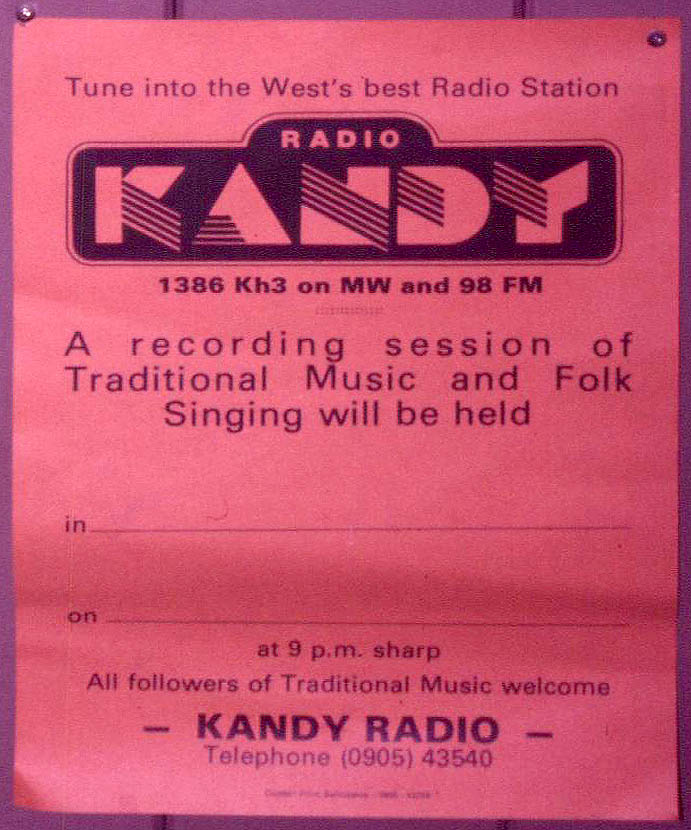 Tune into the West's best Radio Station
RADIO
KANDY
1386 Kh3 on MW and 98 FM
A recording session of
Traditional Music and Folk
Singing will be held
in
on
at 9 p.m. sharp
All followers of Traditional Music welcome
— KANDY RADIO —
Telephone (0905) 43540